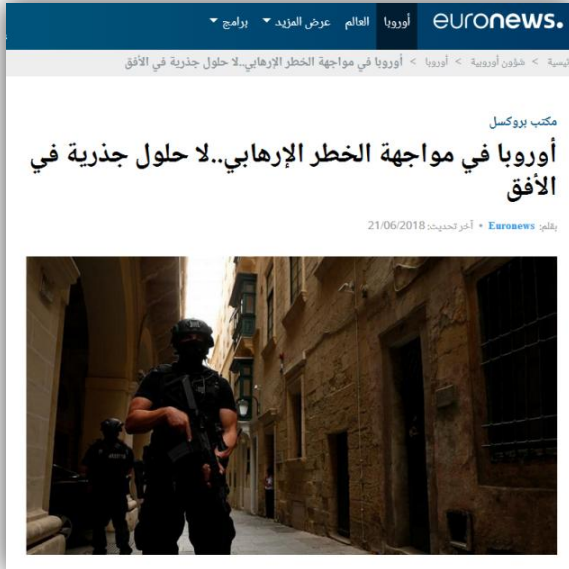 euronews.
أوروبا العالم عرض المزيد برامج
أوروبا > شؤون أوروبية > أوروبا في مواجهة الخطر الإرهابي..لا حلول جذرية في الأفق
مكتب بروكسل
أوروبا في مواجهة الخطر الإرهابي..لا حلول جذرية في
الأفق
بقلم: Euronews • آخر تحديث: 21/06/2018